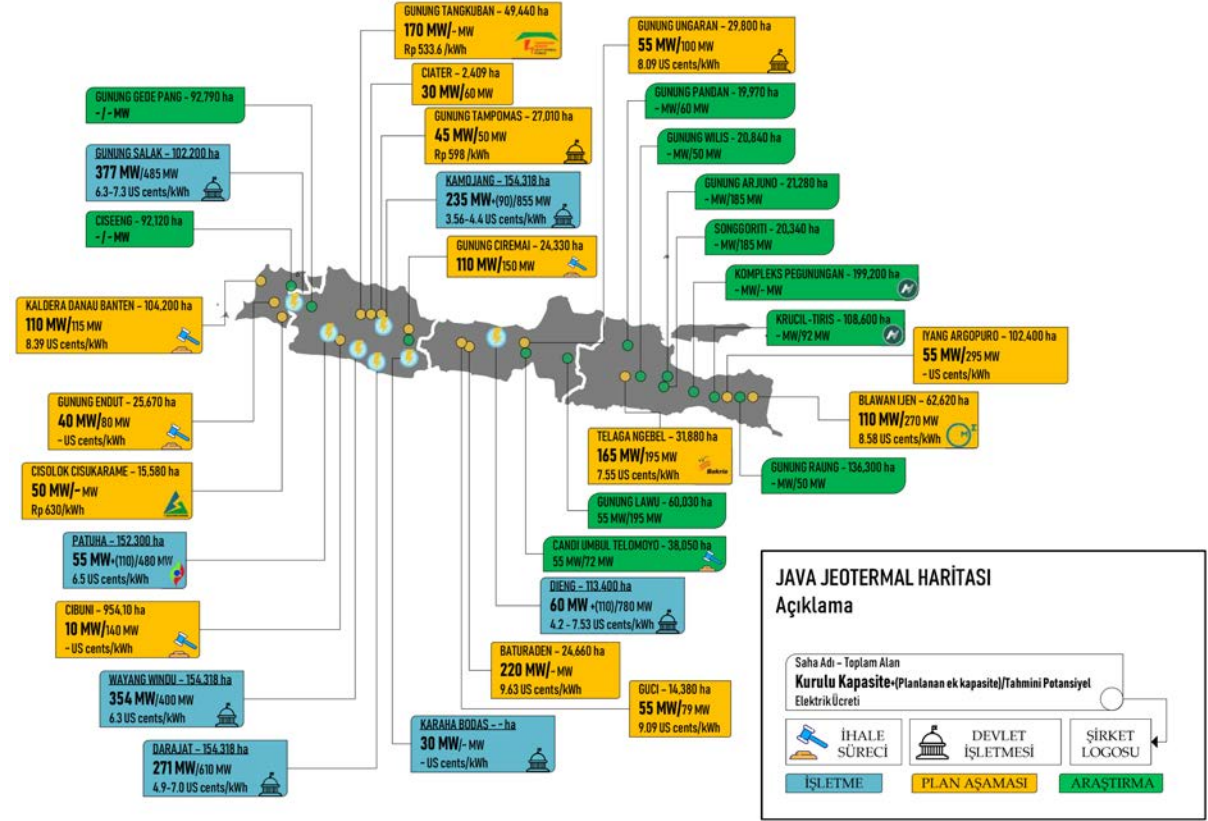 GUNUNG TANGKUBAN – 49,440 ha
170 MW/- MW
Rp 533.6 /kWh
CIATER – 2,409 ha
30 MW/60 MW
GUNUNG TAMPOMAS – 27,010 ha
45 MW/50 MW
Rp 598 /kWh
KAMOJANG – 154.318 ha
235 MW+(90)/855 MW
3.56-4.4 US cents/kWh
GUNUNG CIREMAI – 24,330 ha
110 MW/150 MW
GUNUNG UNGARAN – 29,800 ha
55 MW/100 MW
8.09 US cents/kWh
GUNUNG PANDAN – 19,970 ha
- MW/60 MW
GUNUNG WILIS – 20,840 ha
- MW/50 MW
GUNUNG ARJUNO – 21,280 ha
- MW/185 MW
SONGGORITI – 20,340 ha
- MW/185 MW
KOMPLEKS PEGUNUNGAN – 199,200 ha
- MW/- MW
KRUCIL-TIRIS – 108,600 ha
- MW/92 MW
IYANG ARGOPURO – 102,400 ha
55 MW/295 MW
- US cents/kWh
BLAWAN IJEN – 62,620 ha
110 MW/270 MW
8.58 US cents/kWh
GUNUNG GEDE PANG – 92,790 ha
- / - MW
GUNUNG SALAK – 102.200 ha
377 MW/485 MW
6.3-7.3 US cents/kWh
CISEENG – 92,120 ha
- / - MW
KALDERA DANAU BANTEN – 104,200 ha
110 MW/115 MW
8.39 US cents/kWh
GUNUNG ENDUT – 25,670 ha
40 MW/80 MW
- US cents/kWh
CISOLOK CISUKARAME – 15,580 ha
50 MW/- MW
Rp 630/kWh
PATUHA – 152.300 ha
55 MW+(110)/480 MW
6.5 US cents/kWh
CIBUNI – 954,10 ha
10 MW/140 MW
- US cents/kWh
WAYANG WINDU – 154.318 ha
354 MW/400 MW
6.3 US cents/kWh
DARAJAT – 154.318 ha
271 MW/610 MW
4.9-7.0 US cents/kWh
TELAGA NGEBEL – 31,880 ha
165 MW/195 MW
7.55 US cents/kWh
Bakrie
GUNUNG RAUNG – 136,300 ha
- MW/50 MW
GUNUNG LAWU – 60,030 ha
55 MW/195 MW
CANDI UMBUL TELOMOYO – 38,050 ha
55 MW/72 MW
DIENG – 113.400 ha
60 MW +(110)/780 MW
4.2 - 7.53 US cents/kWh
BATURADEN – 24,660 ha
220 MW/- MW
9.63 US cents/kWh
GUCI – 14,380 ha
55 MW/79 MW
9.09 US cents/kWh
KARAHA BODAS – - ha
30 MW/- MW
- US cents/kWh
JAVA JEOTERMAL HARİTASI
Açıklama
Saha Adı – Toplam Alan
Kurulu Kapasite+(Planlanan ek kapasite)/Tahmini Potansiyel
Elektrik Ücreti
İHALE
SÜRECİ
DEVLET
İŞLETMESİ
ŞİRKET
LOGOSU
İŞLETME
PLAN AŞAMASI
ARAŞTIRMA